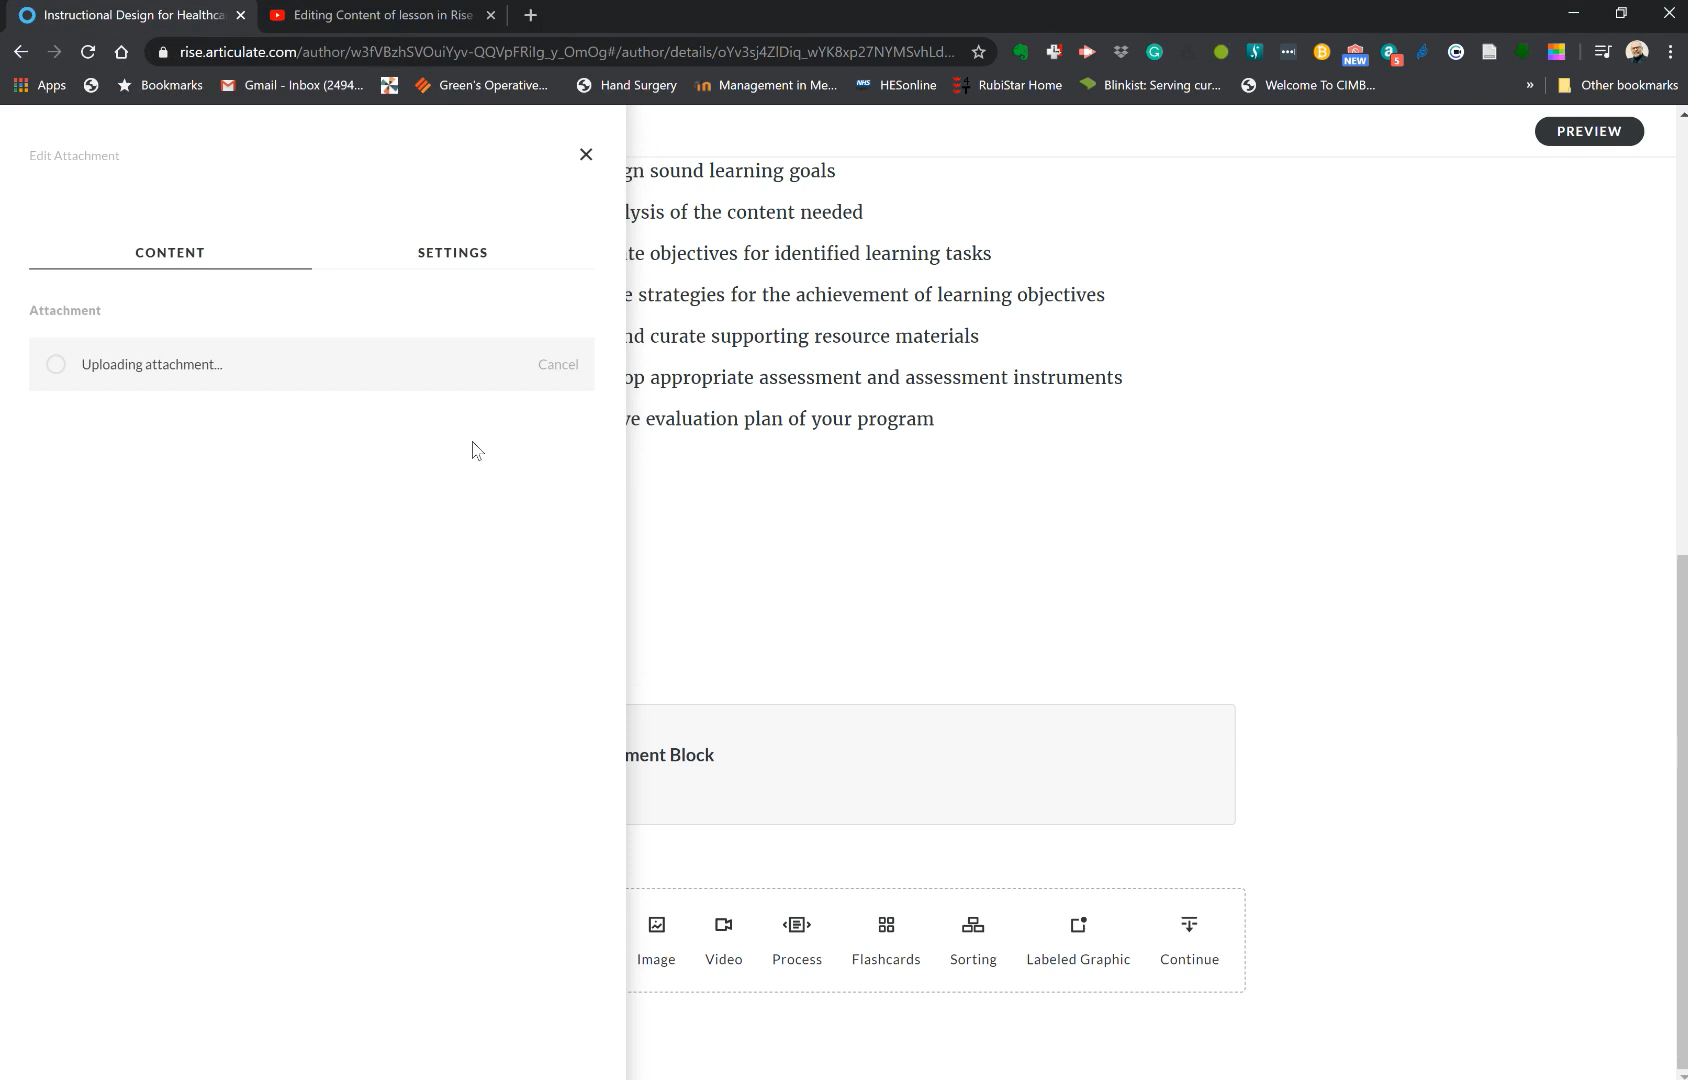 Instructional Design for Healthca
Editing Content of lesson in Rise
rise.articulate.com/author/w3fVBzhSVOuiYyv-QQVpFRilg_y_OmOg#/author/details/oYv3sj4ZlDiq_wYK8xp27NYMSvhLd...
NEW
5
Apps
Bookmarks
Gmail - Inbox (2494...
Green's Operative...
Hand Surgery
Management in Me...
NHS
HESonline
RubiStar Home
Blinkist: Serving cur...
Welcome To CIMB...
»
Other bookmarks
Edit Attachment
PREVIEW
gn sound learning goals
lysis of the content needed
CONTENT
SETTINGS
te objectives for identified learning tasks
e strategies for the achievement of learning objectives
Attachment
nd curate supporting resource materials
Uploading attachment...
Cancel
op appropriate assessment and assessment instruments
ve evaluation plan of your program
ment Block
Image
Video
Process
Flashcards
Sorting
Labeled Graphic
Continue